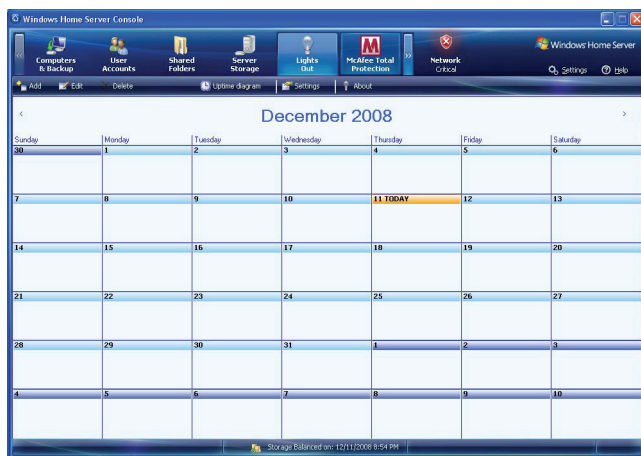 Windows Home Server Console
Computers & Backup
User Accounts
Shared Folders
Server Storage
Lights Out
McAfee Total Protection
Network Critical
Windows Home Server
Settings Help
Add Edit Delete Uptime diagram Settings About
December 2008
Sunday Monday Tuesday Wednesday Thursday Friday Saturday
30 1 2 3 4 5 6
7 8 9 10 11 TODAY 12 13
14 15 16 17 18 19 20
21 22 23 24 25 26 27
28 29 30 31 1 2 3
4 5 6 7 8 9 10
Storage Balanced on: 12/11/2008 8:54 PM